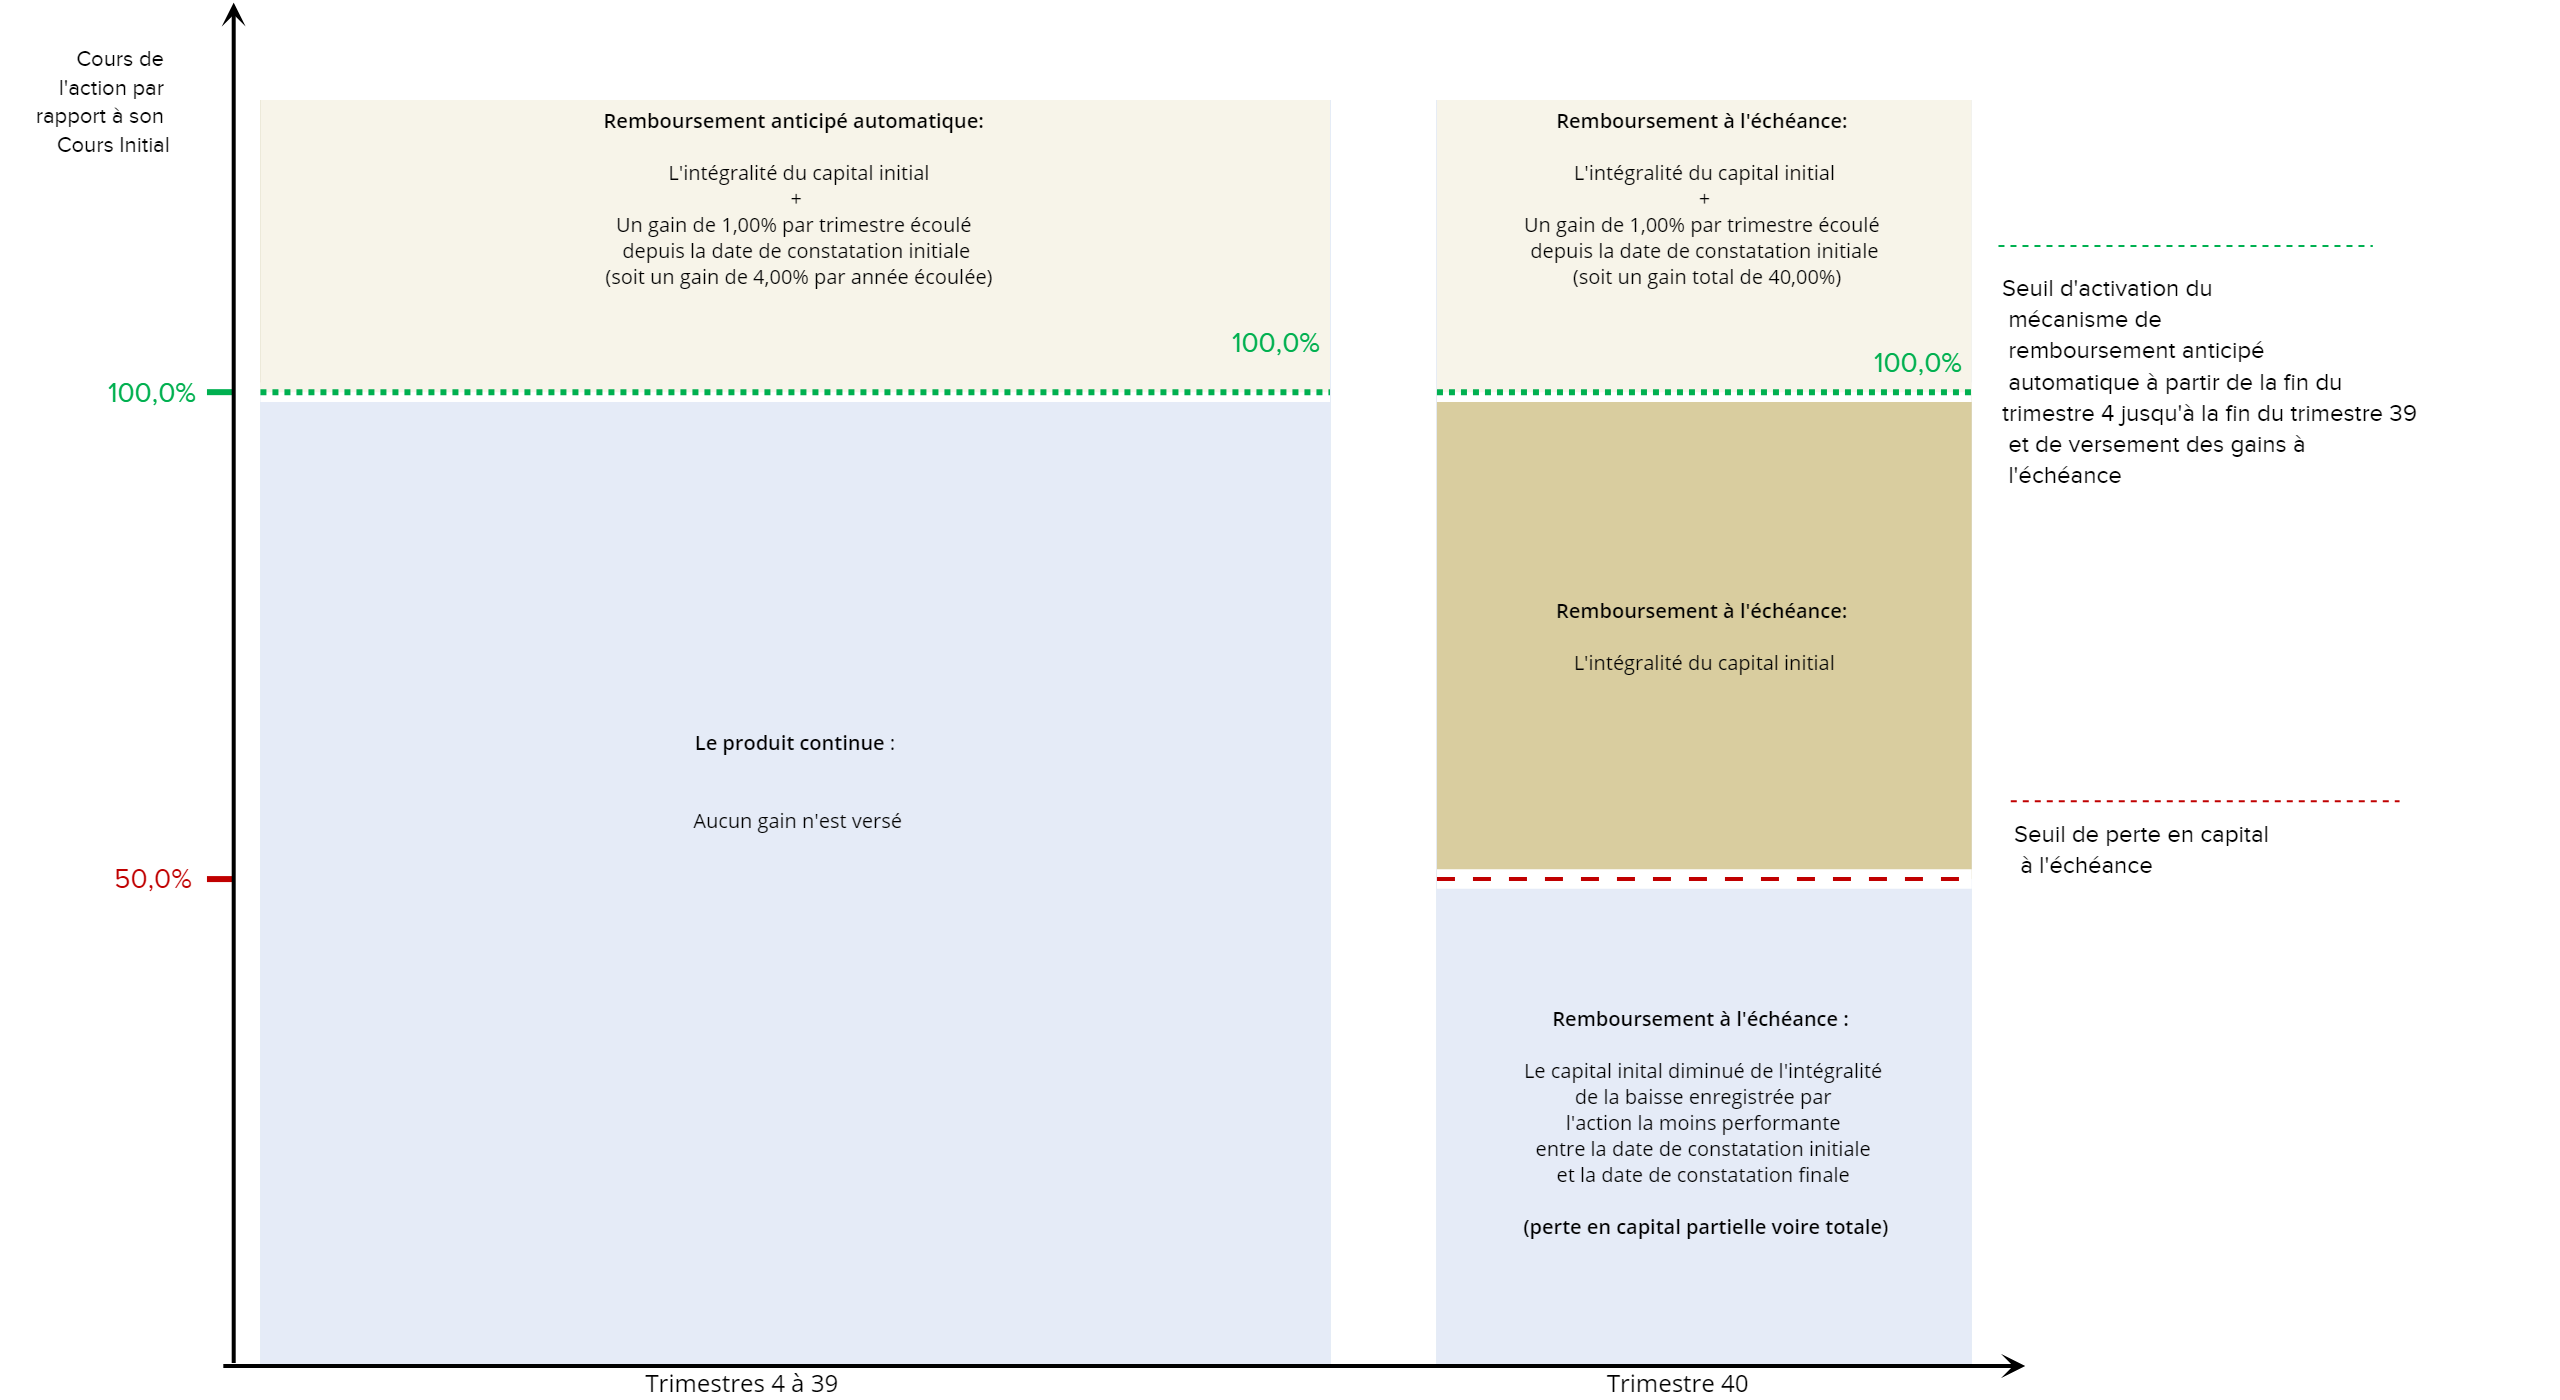 Cours de
l'action par
rapport à son
Cours Initial
Remboursement anticipé automatique:
L'intégralité du capital initial
+
Un gain de 1,00% par trimestre écoulé
depuis la date de constatation initiale
(soit un gain de 4,00% par année écoulée)
100,0%
100,0%
Le produit continue :
Aucun gain n'est versé
50,0%
Remboursement à l'échéance:
L'intégralité du capital initial
+
Un gain de 1,00% par trimestre écoulé
depuis la date de constatation initiale
(soit un gain total de 40,00%)
100,0%
Remboursement à l'échéance:
L'intégralité du capital initial
Remboursement à l'échéance :
Le capital inital diminué de l'intégralité
de la baisse enregistrée par
l'action la moins performante
entre la date de constatation initiale
et la date de constatation finale
(perte en capital partielle voire totale)
Seuil d'activation du
mécanisme de
remboursement anticipé
automatique à partir de la fin du
trimestre 4 jusqu'à la fin du trimestre 39
et de versement des gains à
l'échéance
Seuil de perte en capital
à l'échéance
Trimestres 4 à 39
Trimestre 40